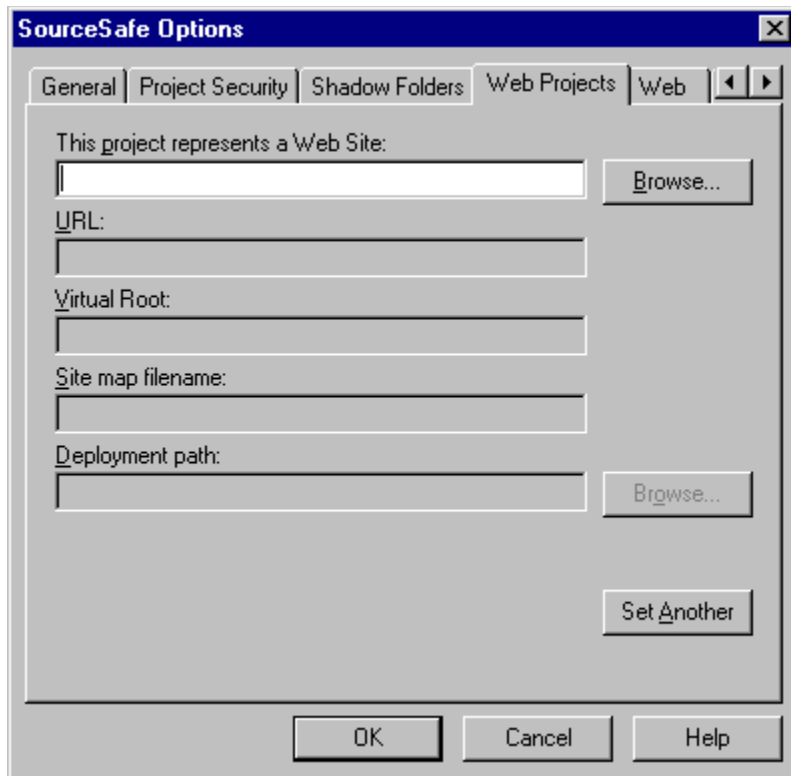 SourceSafe Options
General Project Security Shadow Folders Web Projects Web
This project represents a Web Site:
Browse...
URL:
Virtual Root:
Site map filename:
Deployment path:
Browse...
Set Another
OK Cancel Help